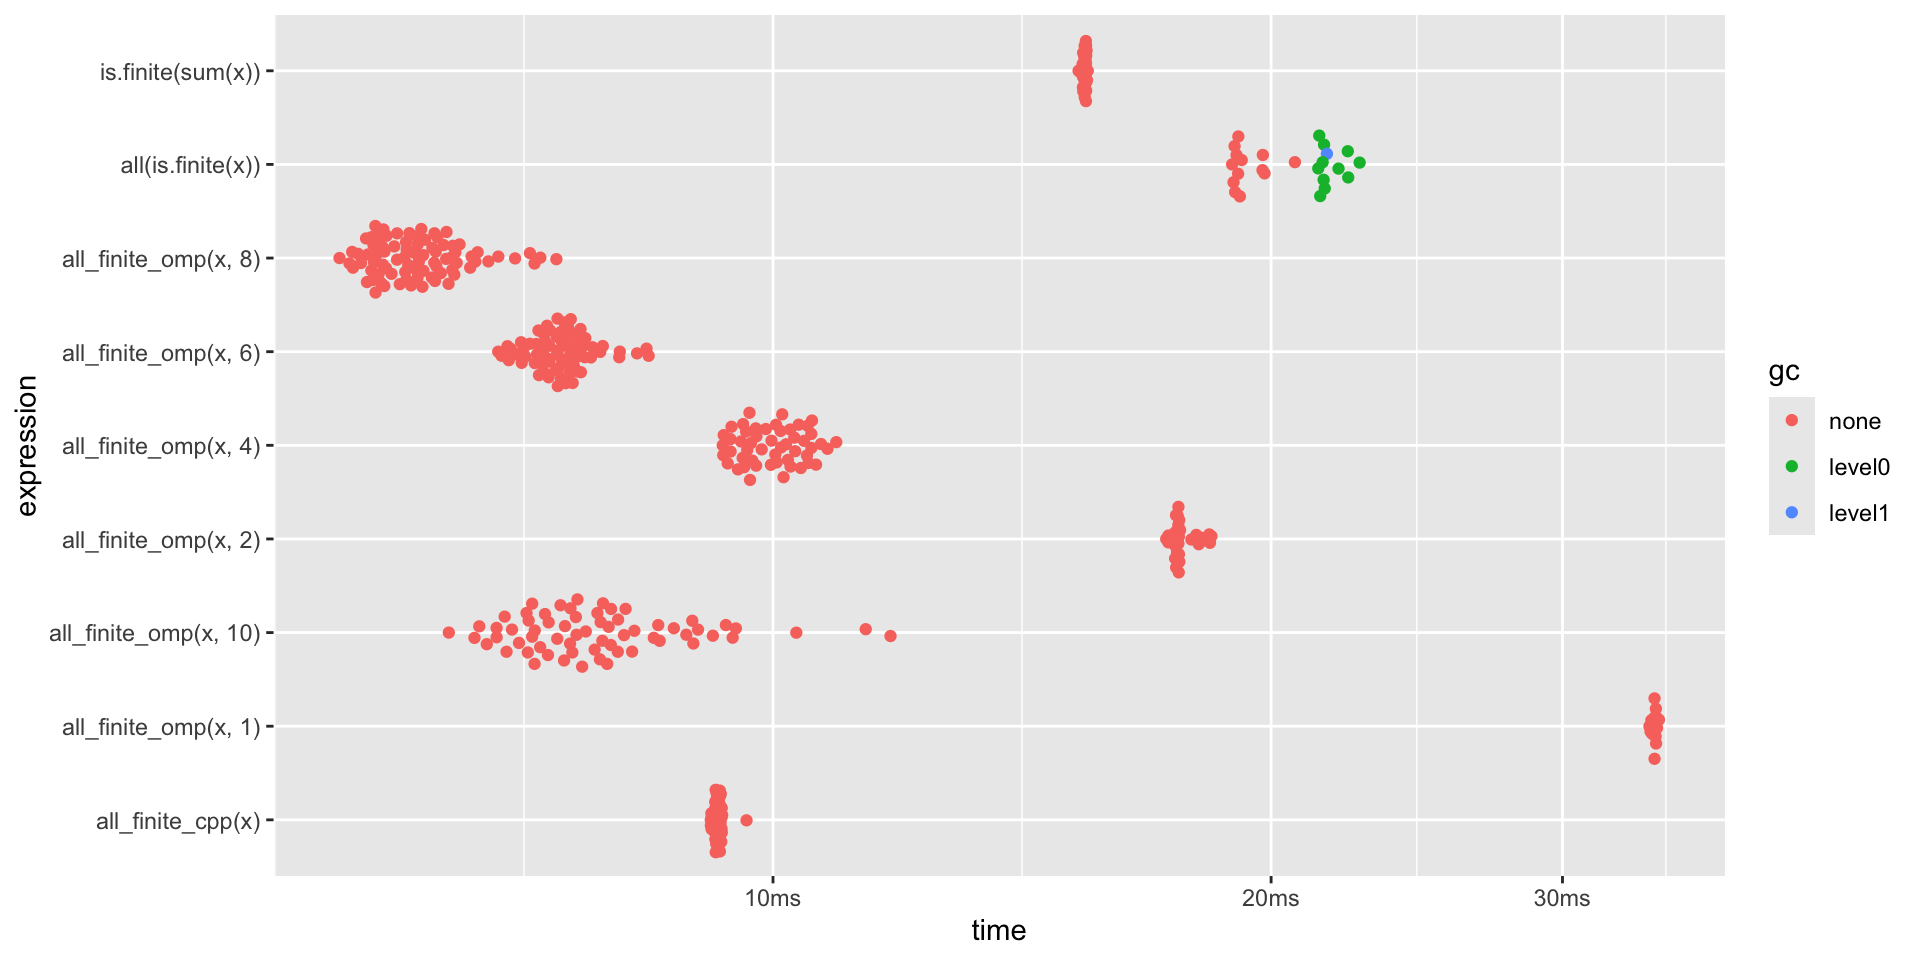 is.finite(sum(x))
all(is.finite(x))
all_finite_omp(x, 8)
all_finite_omp(x, 6)
all_finite_omp(x, 4)
all_finite_omp(x, 2)
all_finite_omp(x, 10)
all_finite_omp(x, 1)
all_finite_cpp(x)
expression
10ms
20ms
30ms
time
gc
none
level0
level1